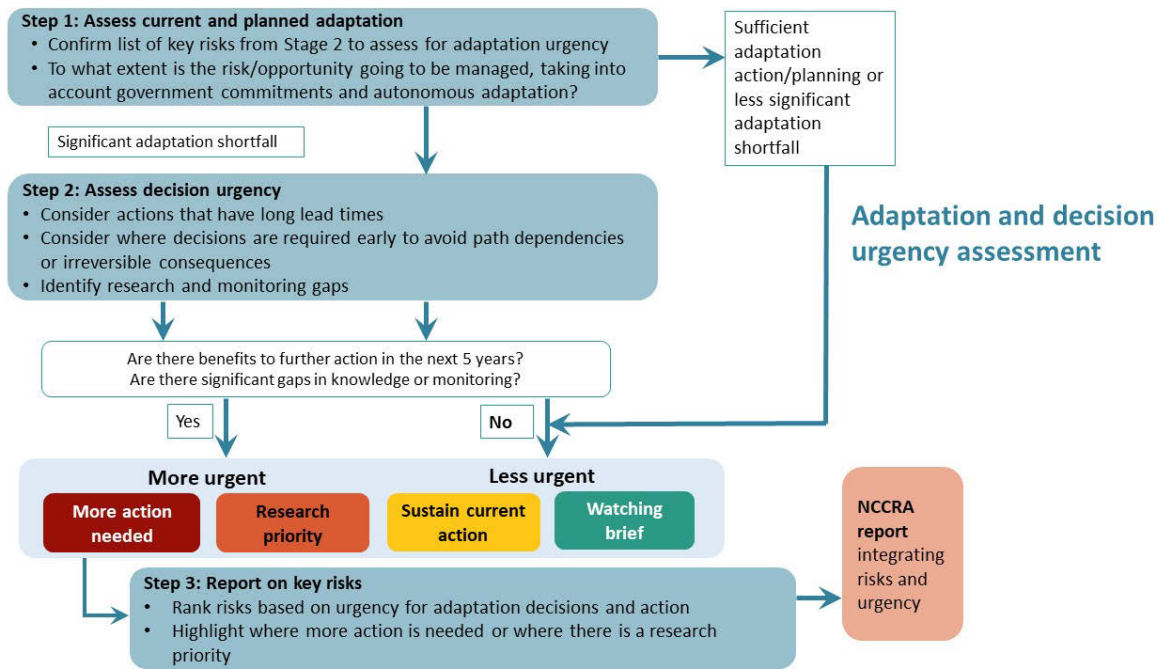 Step 1: Assess current and planned adaptation
• Confirm list of key risks from Stage 2 to assess for adaptation urgency
• To what extent is the risk/opportunity going to be managed, taking into
account government commitments and autonomous adaptation?
Sufficient
adaptation
action/planning or
less significant
adaptation
shortfall
Significant adaptation shortfall
Step 2: Assess decision urgency
• Consider actions that have long lead times
• Consider where decisions are required early to avoid path dependencies
or irreversible consequences
• Identify research and monitoring gaps
Adaptation and decision
urgency assessment
Are there benefits to further action in the next 5 years?
Are there significant gaps in knowledge or monitoring?
Yes
No
More urgent
Less urgent
More action
needed
Research
priority
Sustain current
action
Watching
brief
Step 3: Report on key risks
• Rank risks based on urgency for adaptation decisions and action
• Highlight where more action is needed or where there is a research
priority
NCCRA
report
integrating
risks and
urgency